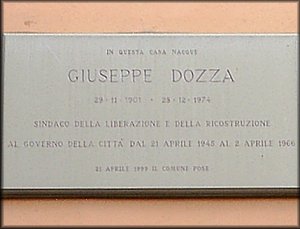 IN QUESTA CASA NACQUE
GIUSEPPE DOZZA
29-11-1901 • 28-12-1974
SINDACO DELLA LIBERAZIONE E DELLA RICOSTRUZIONE
AL GOVERNO DELLA CITTÀ DAL 21 APRILE 1945 AL 2 APRILE 1966
21 APRILE 1999 IL COMUNE POSE